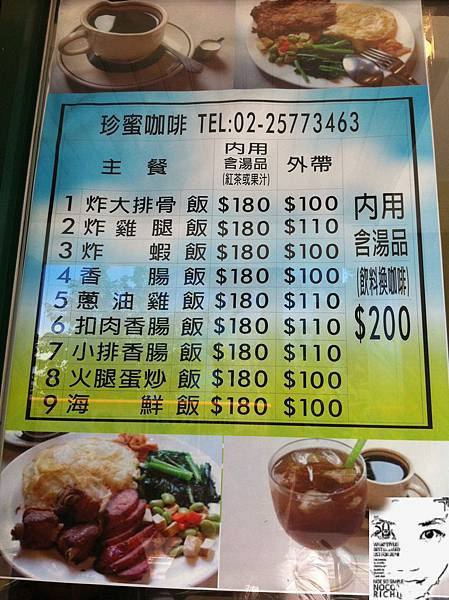 珍蜜咖啡 TEL:02-25773463
主餐 內用 含湯品 (紅茶或果汁) 外帶
1 炸大排骨飯 $180 $100
2 炸雞腿飯 $180 $110
3 炸蝦飯 $180 $100
4 香腸飯 $180 $100
5 蔥油雞飯 $180 $110
6 扣肉香腸飯 $180 $110
7 小排香腸飯 $180 $110
8 火腿蛋炒飯 $180 $100
9 海鮮飯 $180 $100
內用
含湯品
(飲料換咖啡)
$200